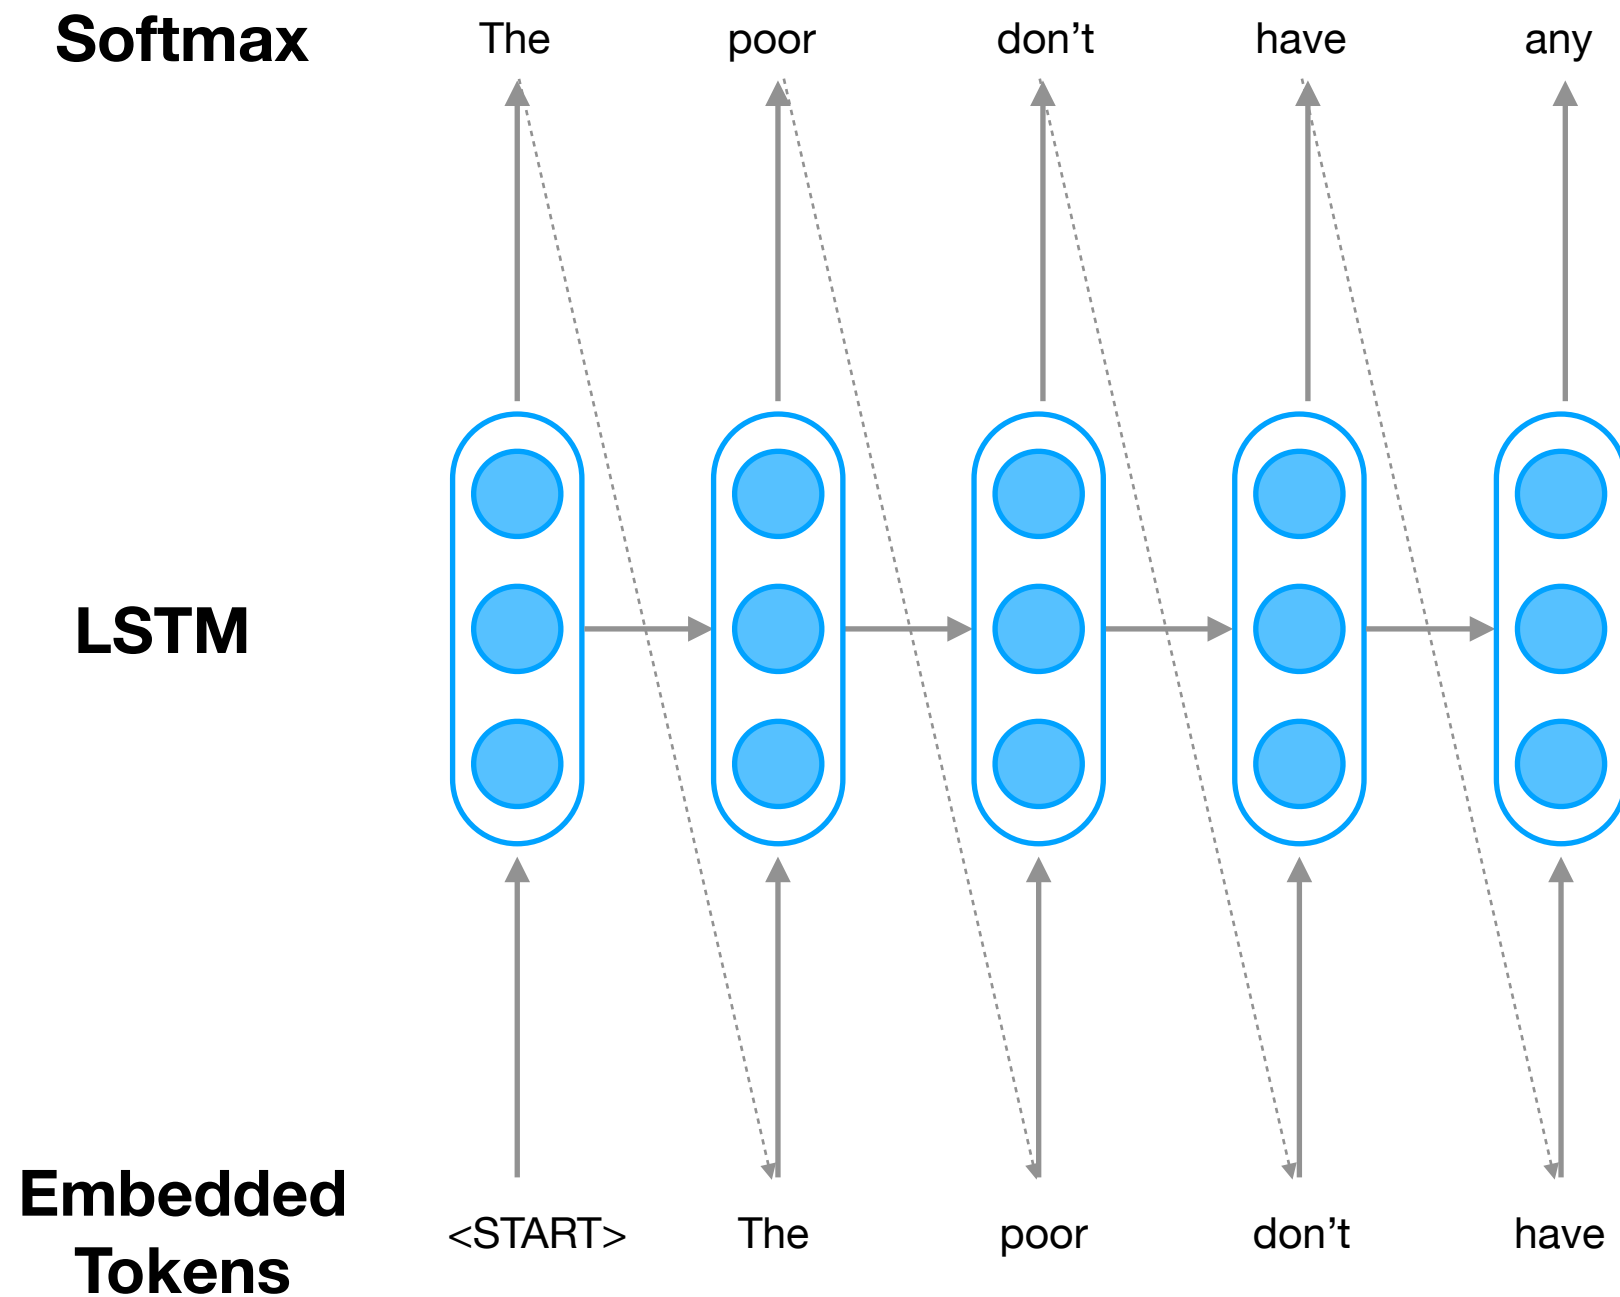 Softmax The poor don’t have any
LSTM
Embedded
Tokens
<START> The poor don’t have